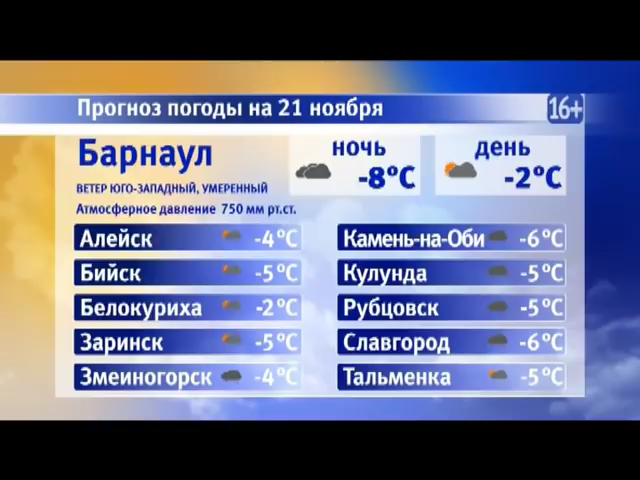 Прогноз погоды на 21 ноября 16+
Барнаул
ночь -8°C
день -2°C
ВЕТЕР ЮГО-ЗАПАДНЫЙ, УМЕРЕННЫЙ
Атмосферное давление 750 мм рт.ст.
Алейск -4°C
Бийск -5°C
Белокуриха -2°C
Заринск -5°C
Змеиногорск -4°C
Камень-на-Оби -6°C
Кулунда -5°C
Рубцовск -5°C
Славгород -6°C
Тальменка -5°C